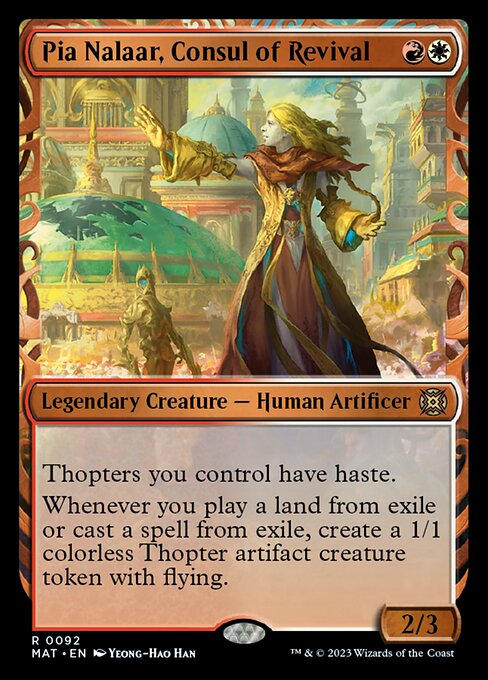 Pia Nalaar, Consul of Revival
Legendary Creature — Human Artificer
Thopters you control have haste.
Whenever you play a land from exile
or cast a spell from exile, create a 1/1
colorless Thopter artifact creature
token with flying.
2/3
R 0092
MAT • EN Yeong-Hao Han
™ & © 2023 Wizards of the Coast